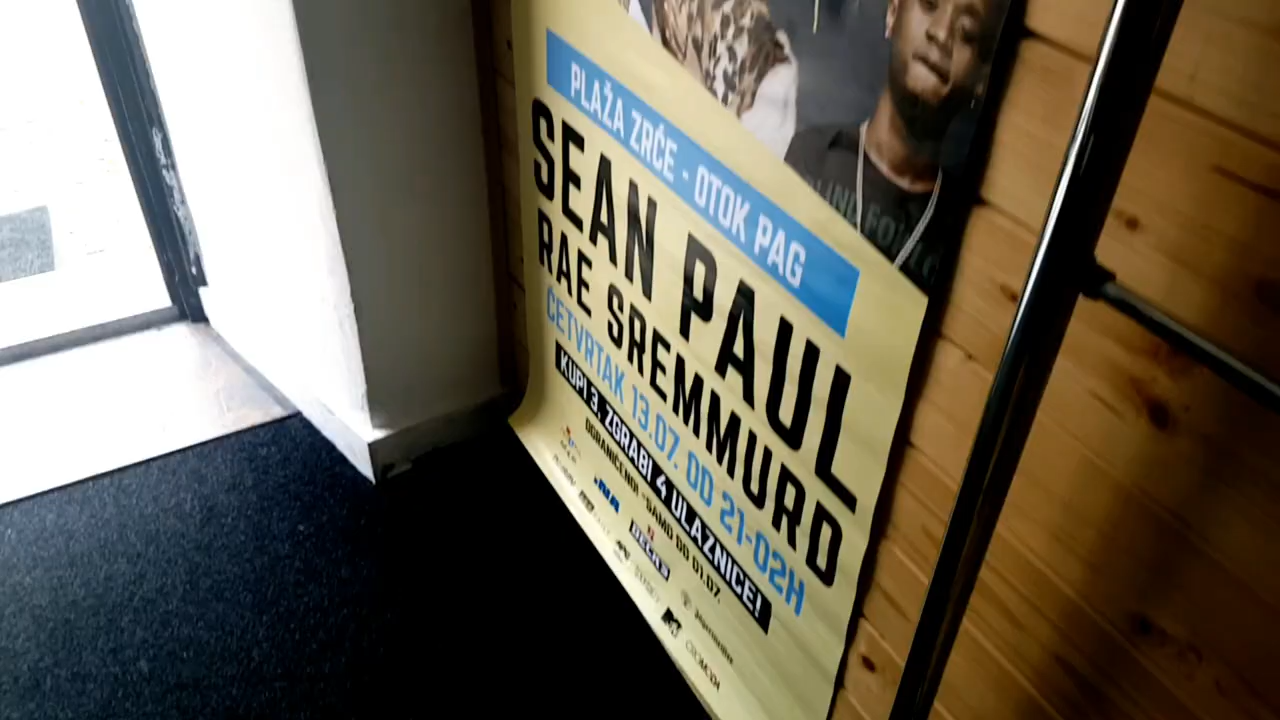 PLAŽA ZRĆE - OTOK PAG
SEAN PAUL
RAE SREMMURD
ČETVRTAK 13.07. OD 21-02H
KUPI 3, ZGRABI 4 ULAZNICE!
OGRANIČENO! *SAMO DO 01.07.